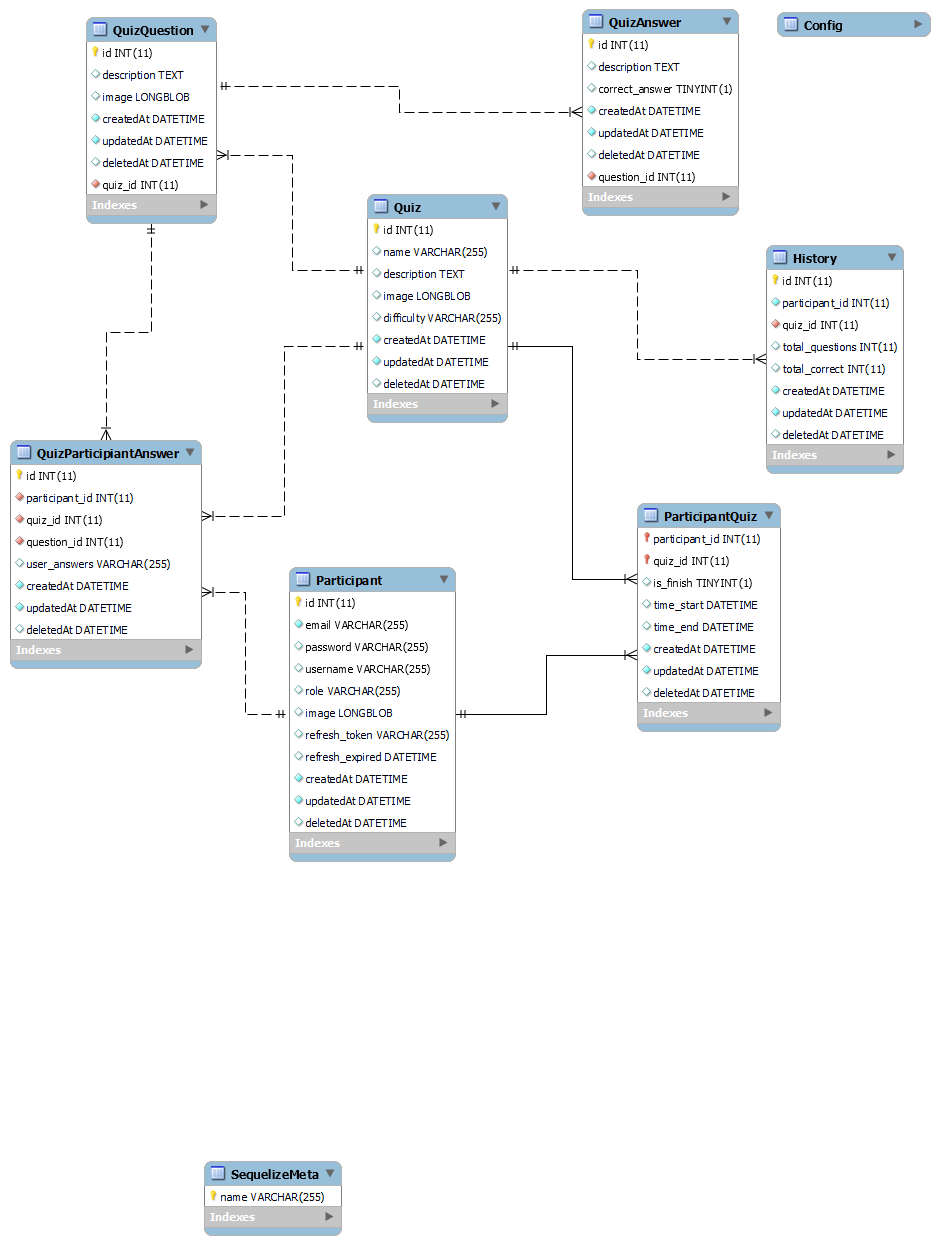 QuizQuestion
id INT(11)
description TEXT
image LONGBLOB
createdAt DATETIME
updatedAt DATETIME
deletedAt DATETIME
quiz_id INT(11)
Indexes
QuizAnswer
id INT(11)
description TEXT
correct_answer TINYINT(1)
createdAt DATETIME
updatedAt DATETIME
deletedAt DATETIME
question_id INT(11)
Indexes
Config
Quiz
id INT(11)
name VARCHAR(255)
description TEXT
image LONGBLOB
difficulty VARCHAR(255)
createdAt DATETIME
updatedAt DATETIME
deletedAt DATETIME
Indexes
History
id INT(11)
participant_id INT(11)
quiz_id INT(11)
total_questions INT(11)
total_correct INT(11)
createdAt DATETIME
updatedAt DATETIME
deletedAt DATETIME
Indexes
QuizParticipiantAnswer
id INT(11)
participant_id INT(11)
quiz_id INT(11)
question_id INT(11)
user_answers VARCHAR(255)
createdAt DATETIME
updatedAt DATETIME
deletedAt DATETIME
Indexes
Participant
id INT(11)
email VARCHAR(255)
password VARCHAR(255)
username VARCHAR(255)
role VARCHAR(255)
image LONGBLOB
refresh_token VARCHAR(255)
refresh_expired DATETIME
createdAt DATETIME
updatedAt DATETIME
deletedAt DATETIME
Indexes
ParticipantQuiz
participant_id INT(11)
quiz_id INT(11)
is_finish TINYINT(1)
time_start DATETIME
time_end DATETIME
createdAt DATETIME
updatedAt DATETIME
deletedAt DATETIME
Indexes
SequelizeMeta
name VARCHAR(255)
Indexes